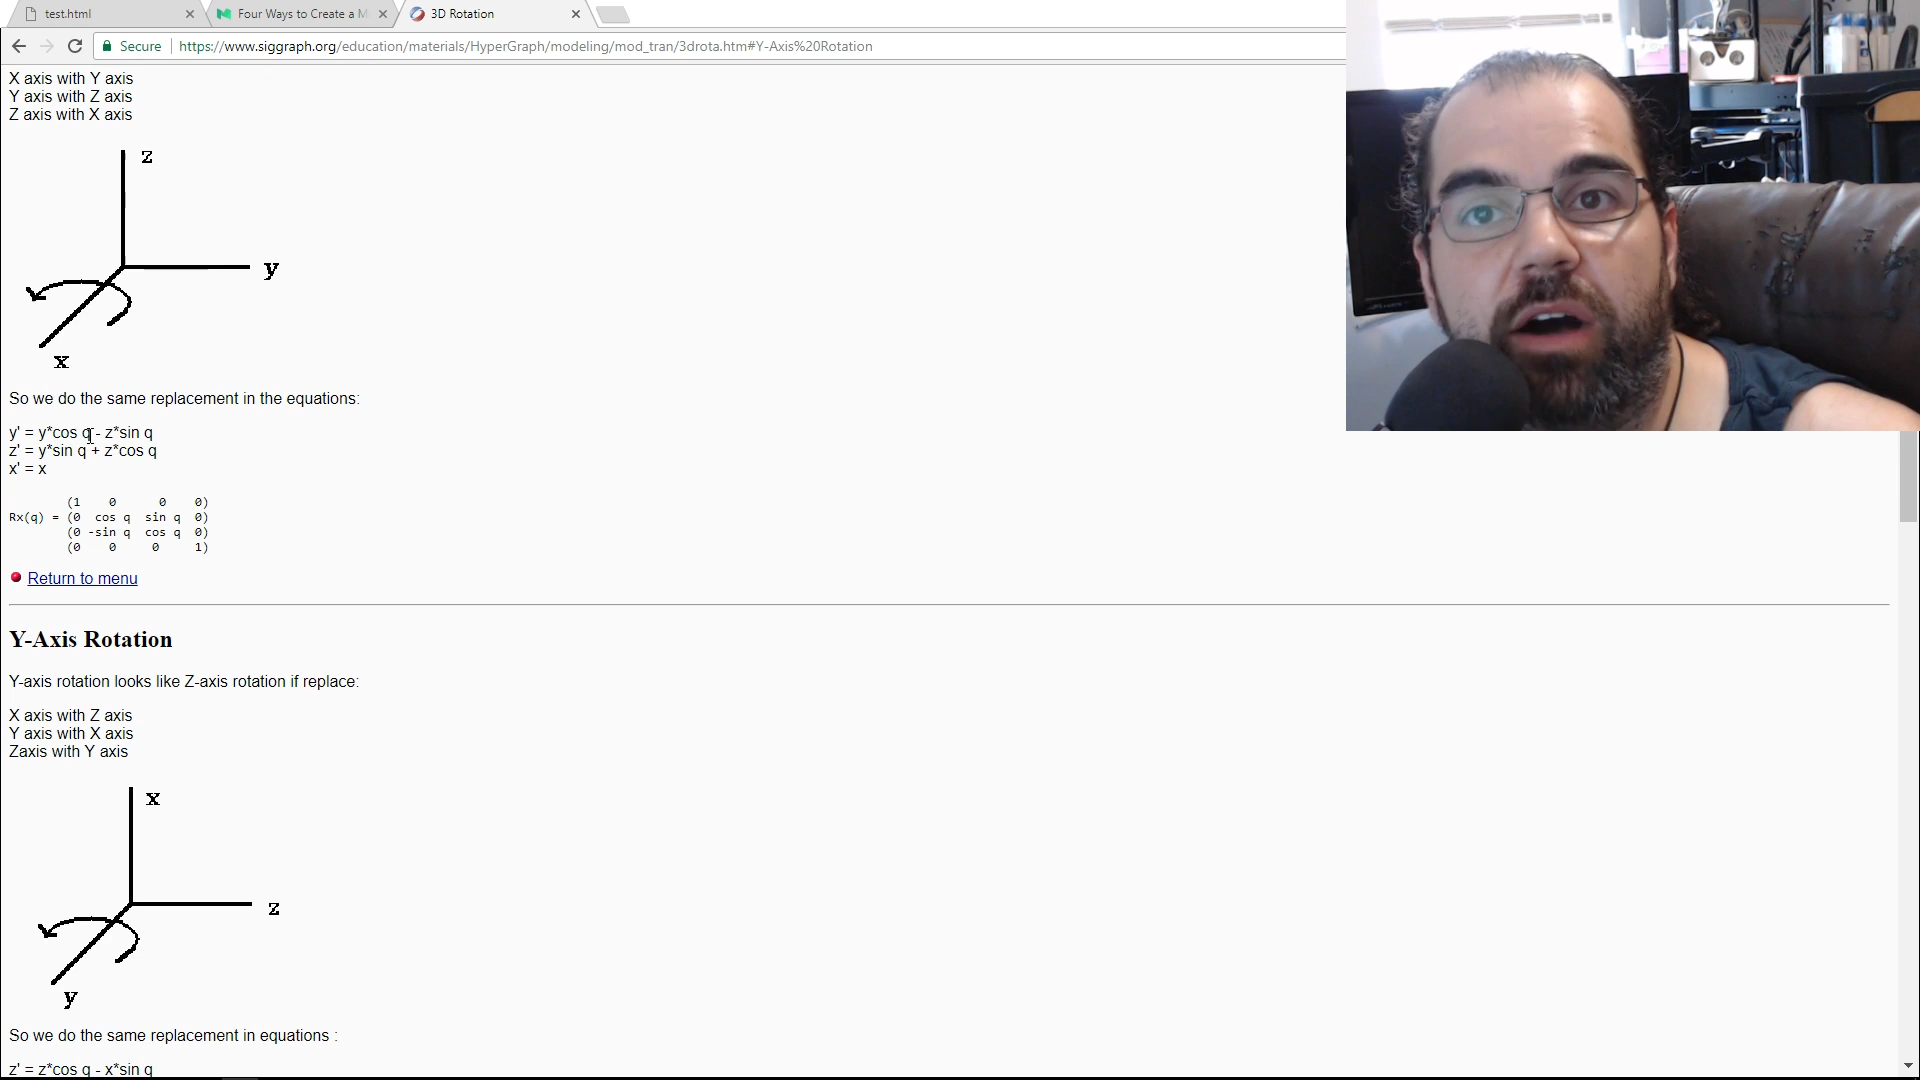 test.html
Four Ways to Create a M
3D Rotation
Secure https://www.siggraph.org/education/materials/HyperGraph/modeling/mod_tran/3drota.htm#Y-Axis%20Rotation
X axis with Y axis
Y axis with Z axis
Z axis with X axis
z
y
x
So we do the same replacement in the equations:
y' = y*cos q - z*sin q
z' = y*sin q + z*cos q
x' = x
(1 0 0 0)
Rx(q) = (0 cos q sin q 0)
(0 -sin q cos q 0)
(0 0 0 1)
Return to menu
Y-Axis Rotation
Y-axis rotation looks like Z-axis rotation if replace:
X axis with Z axis
Y axis with X axis
Zaxis with Y axis
x
z
y
So we do the same replacement in equations :
z' = z*cos q - x*sin q